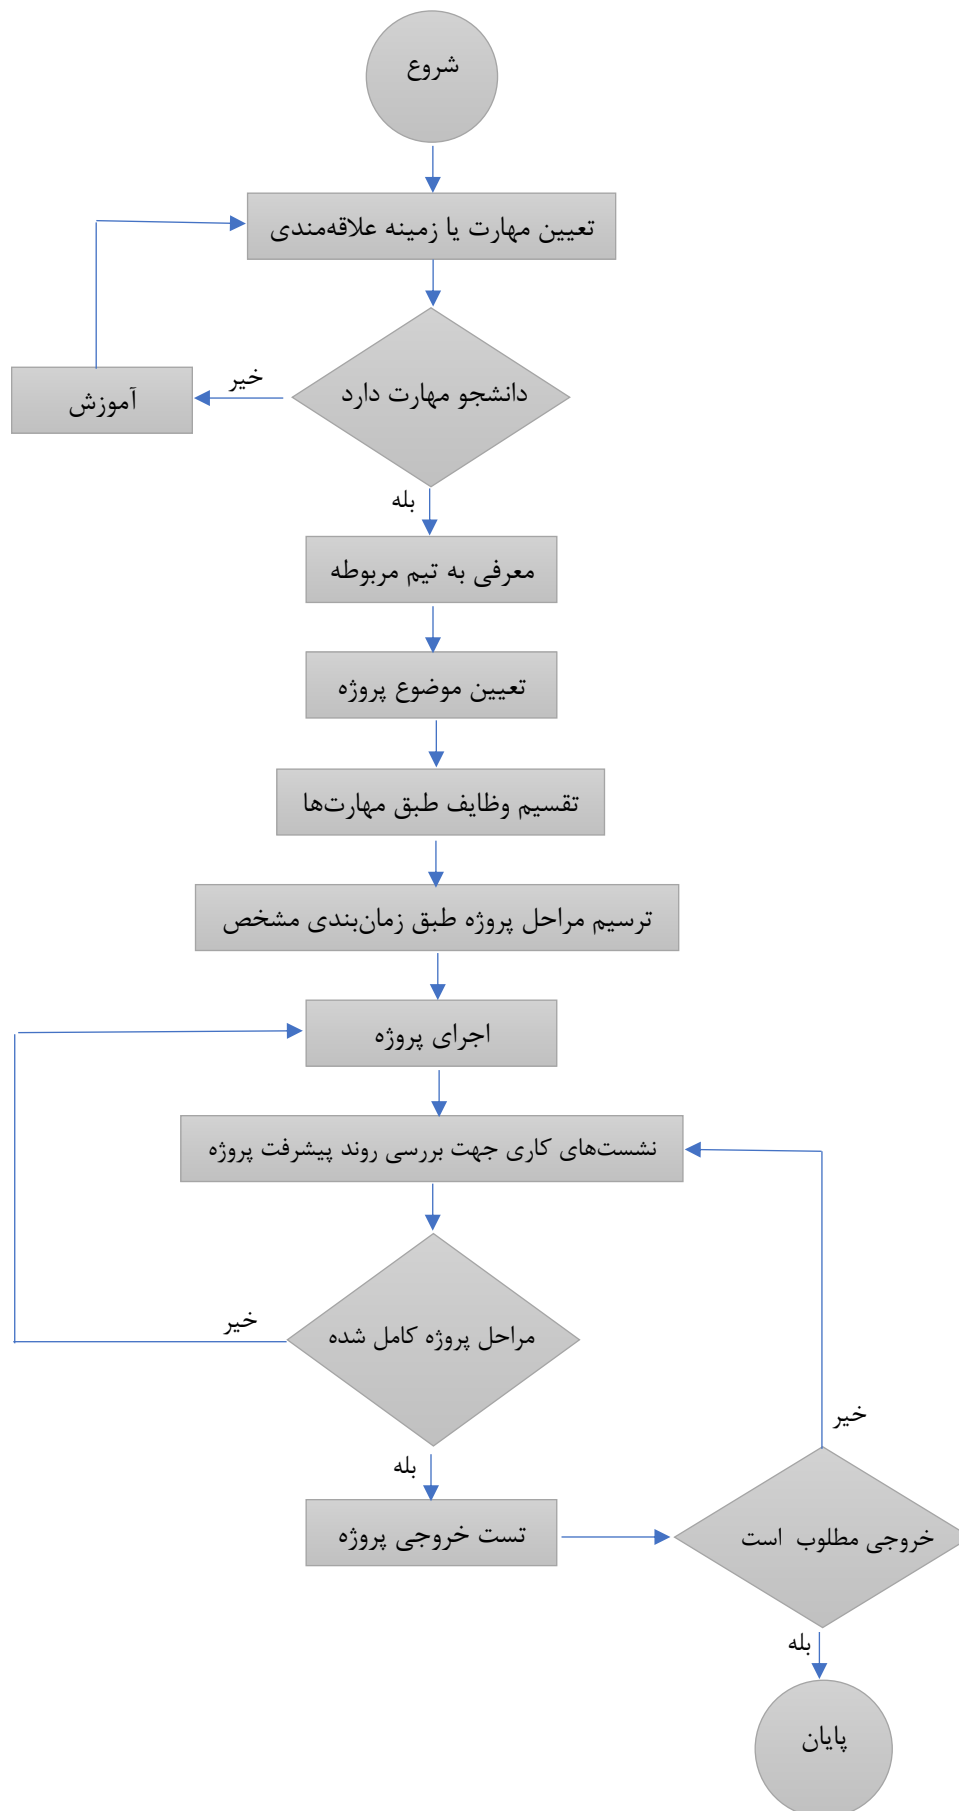 شروع
تعیین مهارت یا زمینه علاقه‌مندی
دانشجو مهارت دارد
خیر
آموزش
بله
معرفی به تیم مربوطه
تعیین موضوع پروژه
تقسیم وظایف طبق مهارت‌ها
ترسیم مراحل پروژه طبق زمان‌بندی مشخص
اجرای پروژه
نشست‌های کاری جهت بررسی روند پیشرفت پروژه
مراحل پروژه کامل شده
خیر
بله
تست خروجی پروژه
خروجی مطلوب است
خیر
بله
پایان